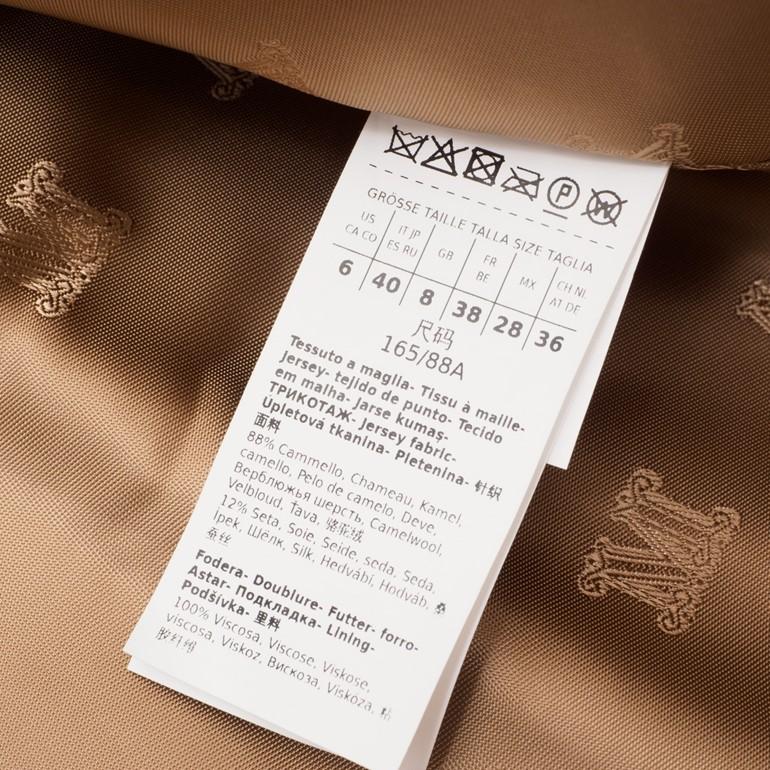 GRÖSSE TAILLE TALLA SIZE TAGLIA
US CA CO IT JP ES RU GB FR BE MX CH NL AT DE
6 40 8 38 28 36
尺码
165/88A
Tessuto a maglia- Tissu à maille-
Jersey- tejido de punto- Tecido
em malha- Jarse kumaş-
ТРИКОТАЖ- Jersey fabric-
Úpletová tkanina- Pletenina- 针织
面料
88% Cammello, Chameau, Kamel,
camello, Pelo de camelo, Deve,
Верблюжья шерсть, Camelwool,
Velbloud, Ťava, 骆驼绒
12% Seta, Soie, Seide, seda, Seda,
İpek, Шёлк, Silk, Hedvábí, Hodváb, 桑
蚕丝
Fodera- Doublure- Futter- forro-
Astar- Подкладка- Lining-
Podšívka- 里料
100% Viscosa, Viscose, Viskose,
viscosa, Viskoz, Вискоза, Viskóza, 粘
胶纤维